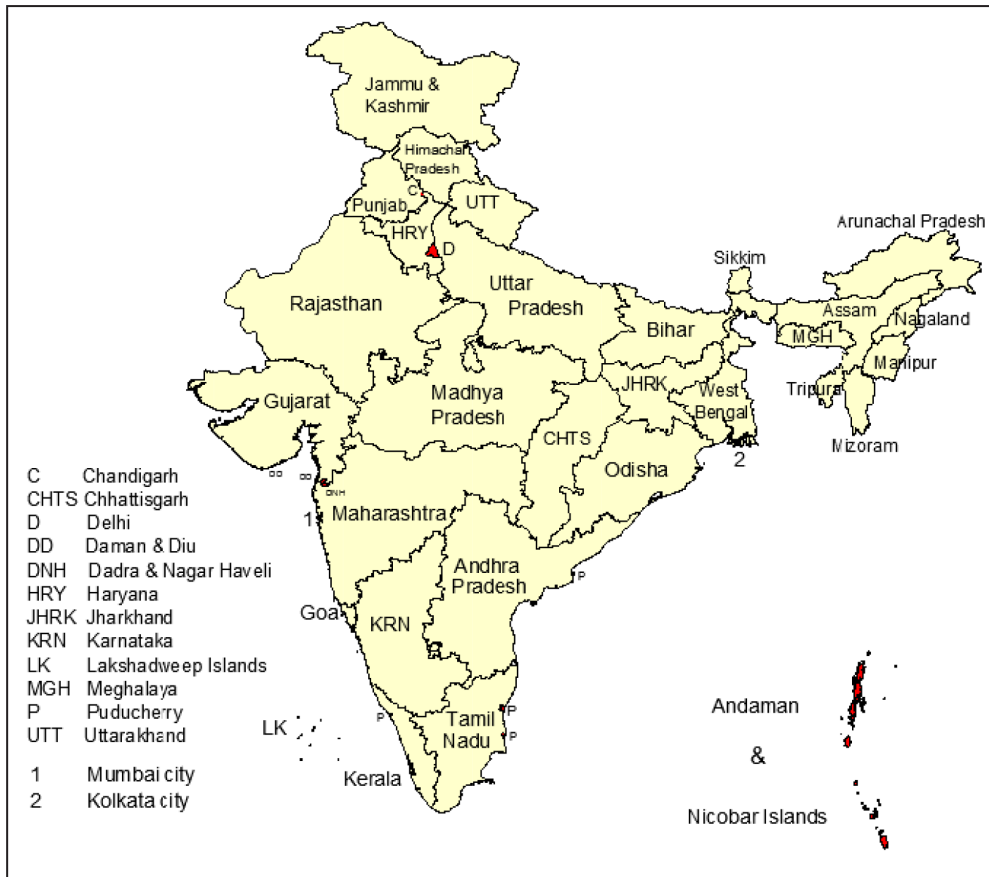 Jammu &
Kashmir
Himachal
Pradesh
C
Punjab
UTT
HRY
D
Arunachal Pradesh
Sikkim
Rajasthan
Uttar
Pradesh
Assam
Nagaland
Bihar
MGH
Manipur
JHRK
West
Bengal
Tripura
Gujarat
Madhya
Pradesh
CHTS
Mizoram
2
Odisha
DD
DD
DNH
1
Maharashtra
Andhra
Pradesh
P
Goa
KRN
Andaman
&
Nicobar Islands
LK
P
Tamil
Nadu
P
P
Kerala
C Chandigarh
CHTS Chhattisgarh
D Delhi
DD Daman & Diu
DNH Dadra & Nagar Haveli
HRY Haryana
JHRK Jharkhand
KRN Karnataka
LK Lakshadweep Islands
MGH Meghalaya
P Puducherry
UTT Uttarakhand
1 Mumbai city
2 Kolkata city